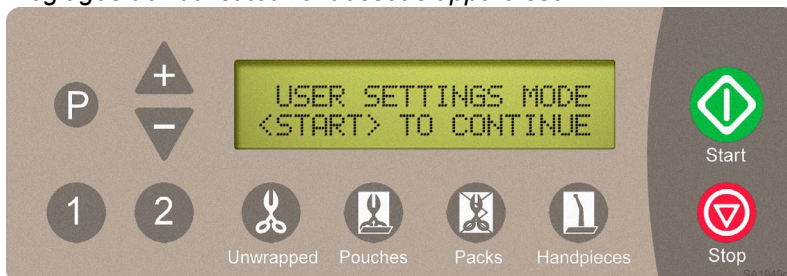 P
+
-
USER SETTINGS MODE
<START> TO CONTINUE
Start
1
2
Unwrapped
Pouches
Packs
Handpieces
Stop